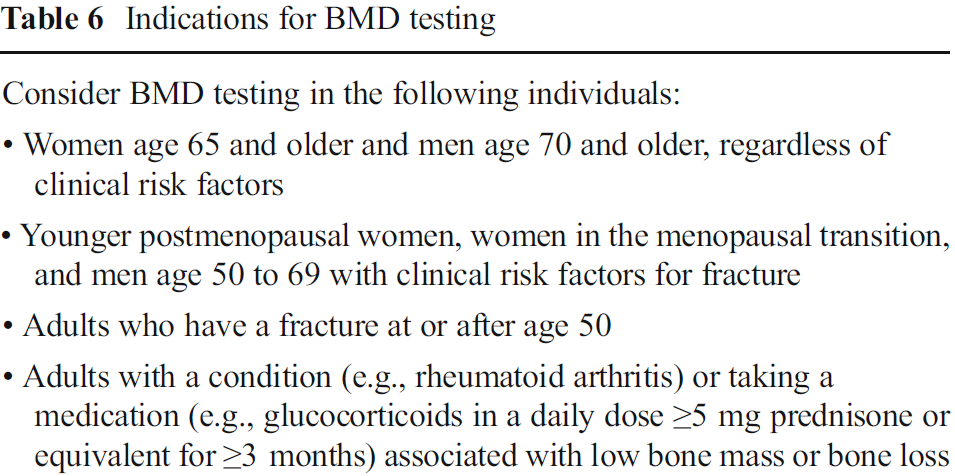 Table 6 Indications for BMD testing
Consider BMD testing in the following individuals:
• Women age 65 and older and men age 70 and older, regardless of
clinical risk factors
• Younger postmenopausal women, women in the menopausal transition,
and men age 50 to 69 with clinical risk factors for fracture
• Adults who have a fracture at or after age 50
• Adults with a condition (e.g., rheumatoid arthritis) or taking a
medication (e.g., glucocorticoids in a daily dose ≥5 mg prednisone or
equivalent for ≥3 months) associated with low bone mass or bone loss